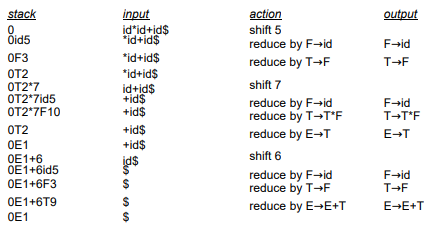 stack input action output
0 id*id+id$ shift 5
0id5 *id+id$ reduce by F→id F→id
0F3 *id+id$ reduce by T→F T→F
0T2 *id+id$
0T2*7 id+id$ shift 7
0T2*7id5 +id$ reduce by F→id F→id
0T2*7F10 +id$ reduce by T→T*F T→T*F
0T2 +id$ reduce by E→T E→T
0E1 +id$
0E1+6 id$ shift 6
0E1+6id5 $ reduce by F→id F→id
0E1+6F3 $ reduce by T→F T→F
0E1+6T9 $ reduce by E→E+T E→E+T
0E1 $